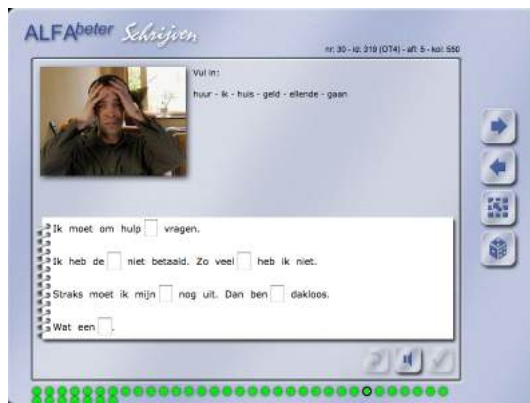 ALFAbeter Schrijven
nr: 30 - id: 219 (OT4) - afl: 5 - kol: 550
Vul in:
huur - ik - huis - geld - ellende - gaan
Ik moet om hulp vragen.
Ik heb de niet betaald. Zo veel heb ik niet.
Straks moet ik mijn nog uit. Dan ben dakloos.
Wat een .